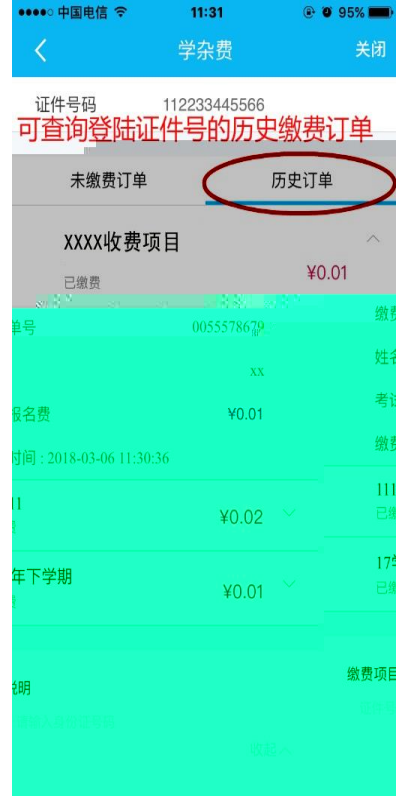 中国电信 11:31 95%
学杂费 关闭
证件号码 112233445566
可查询登陆证件号的历史缴费订单
未缴费订单 历史订单
XXXX收费项目
已缴费 ¥0.01
单号 0055578679 缴费
xx 姓名
报名费 ¥0.01 考试
时间 : 2018-03-06 11:30:36 缴费
11 ¥0.02 111
已缴
年下学期 ¥0.01 17学
已缴
说明 缴费项目
收起